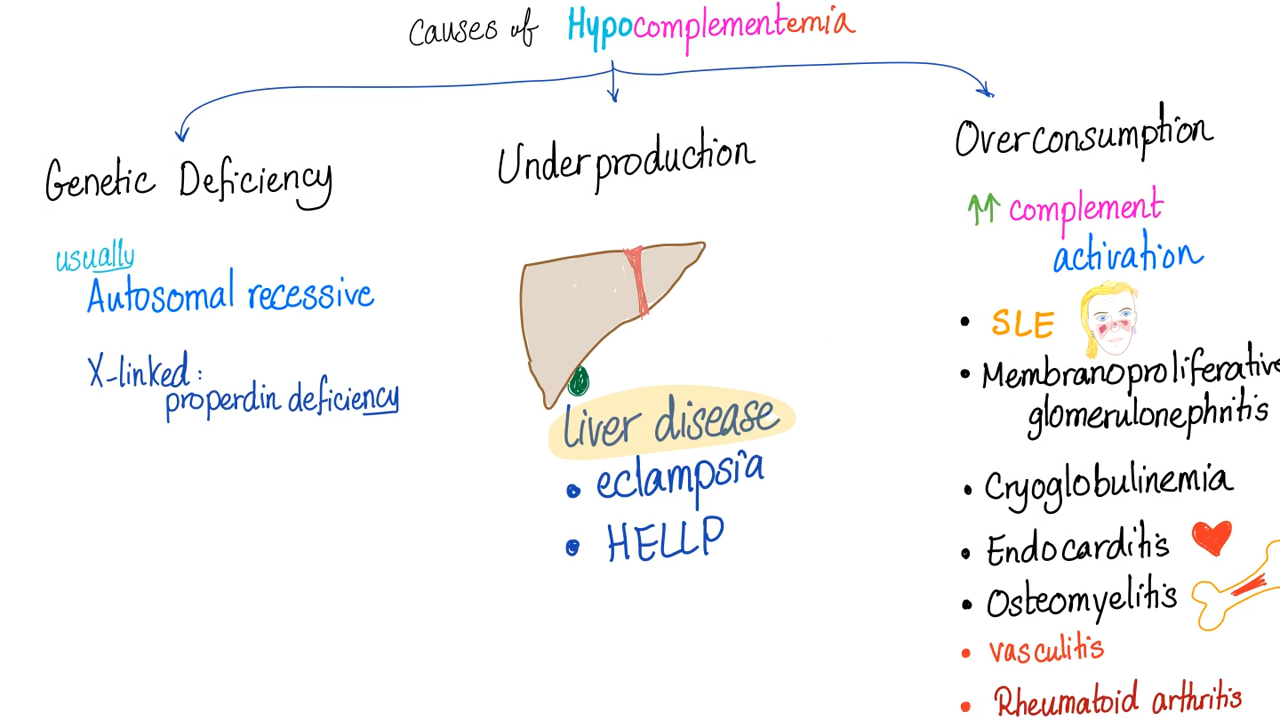 Causes of Hypocomplementemia
Genetic Deficiency
usually
Autosomal recessive
X-linked:
properdin deficiency
Underproduction
liver disease
• eclampsia
• HELLP
Overconsumption
↑↑ complement
activation
• SLE
• Membranoproliferative
glomerulonephritis
• Cryoglobulinemia
• Endocarditis
• Osteomyelitis
• vasculitis
• Rheumatoid arthritis